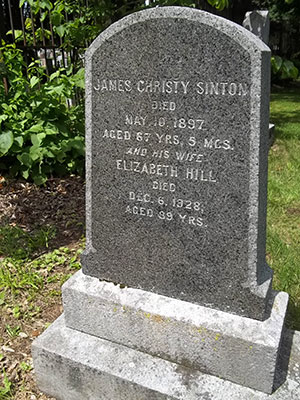 JAMES CHRISTY SINTON
DIED
MAY 10 1897
AGED 67 YRS. 5 MOS.
AND HIS WIFE
ELIZABETH HILL
DIED
DEC. 6, 1928,
AGED 89 YRS.